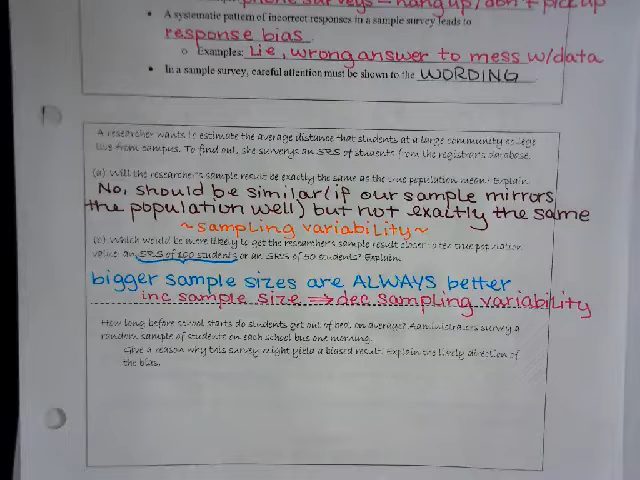 phone surveys - hang up / don't pick up
• A systematic pattern of incorrect responses in a sample survey leads to
response bias
o Examples: Lie, wrong answer to mess w/data
• In a sample survey, careful attention must be shown to the WORDING
A researcher wants to estimate the average distance that students at a large community college
live from campus. To find out, she surveys an SRS of students from the registrar's database.
(a) Will the researcher's sample result be exactly the same as the true population mean? Explain.
No, should be similar (if our sample mirrors
the population well) but not exactly the same
~sampling variability~
Which would be more likely to get the researcher's sample result closer to the true population
value: an SRS of 100 students or an SRS of 50 students? Explain.
bigger sample sizes are ALWAYS better
inc sample size ⇒ dec sampling variability
How long before school starts do students get out of bed, on average? Administrators survey a
random sample of students on each school bus one morning.
Give a reason why this survey might yield a biased result. Explain the likely direction of
the bias.